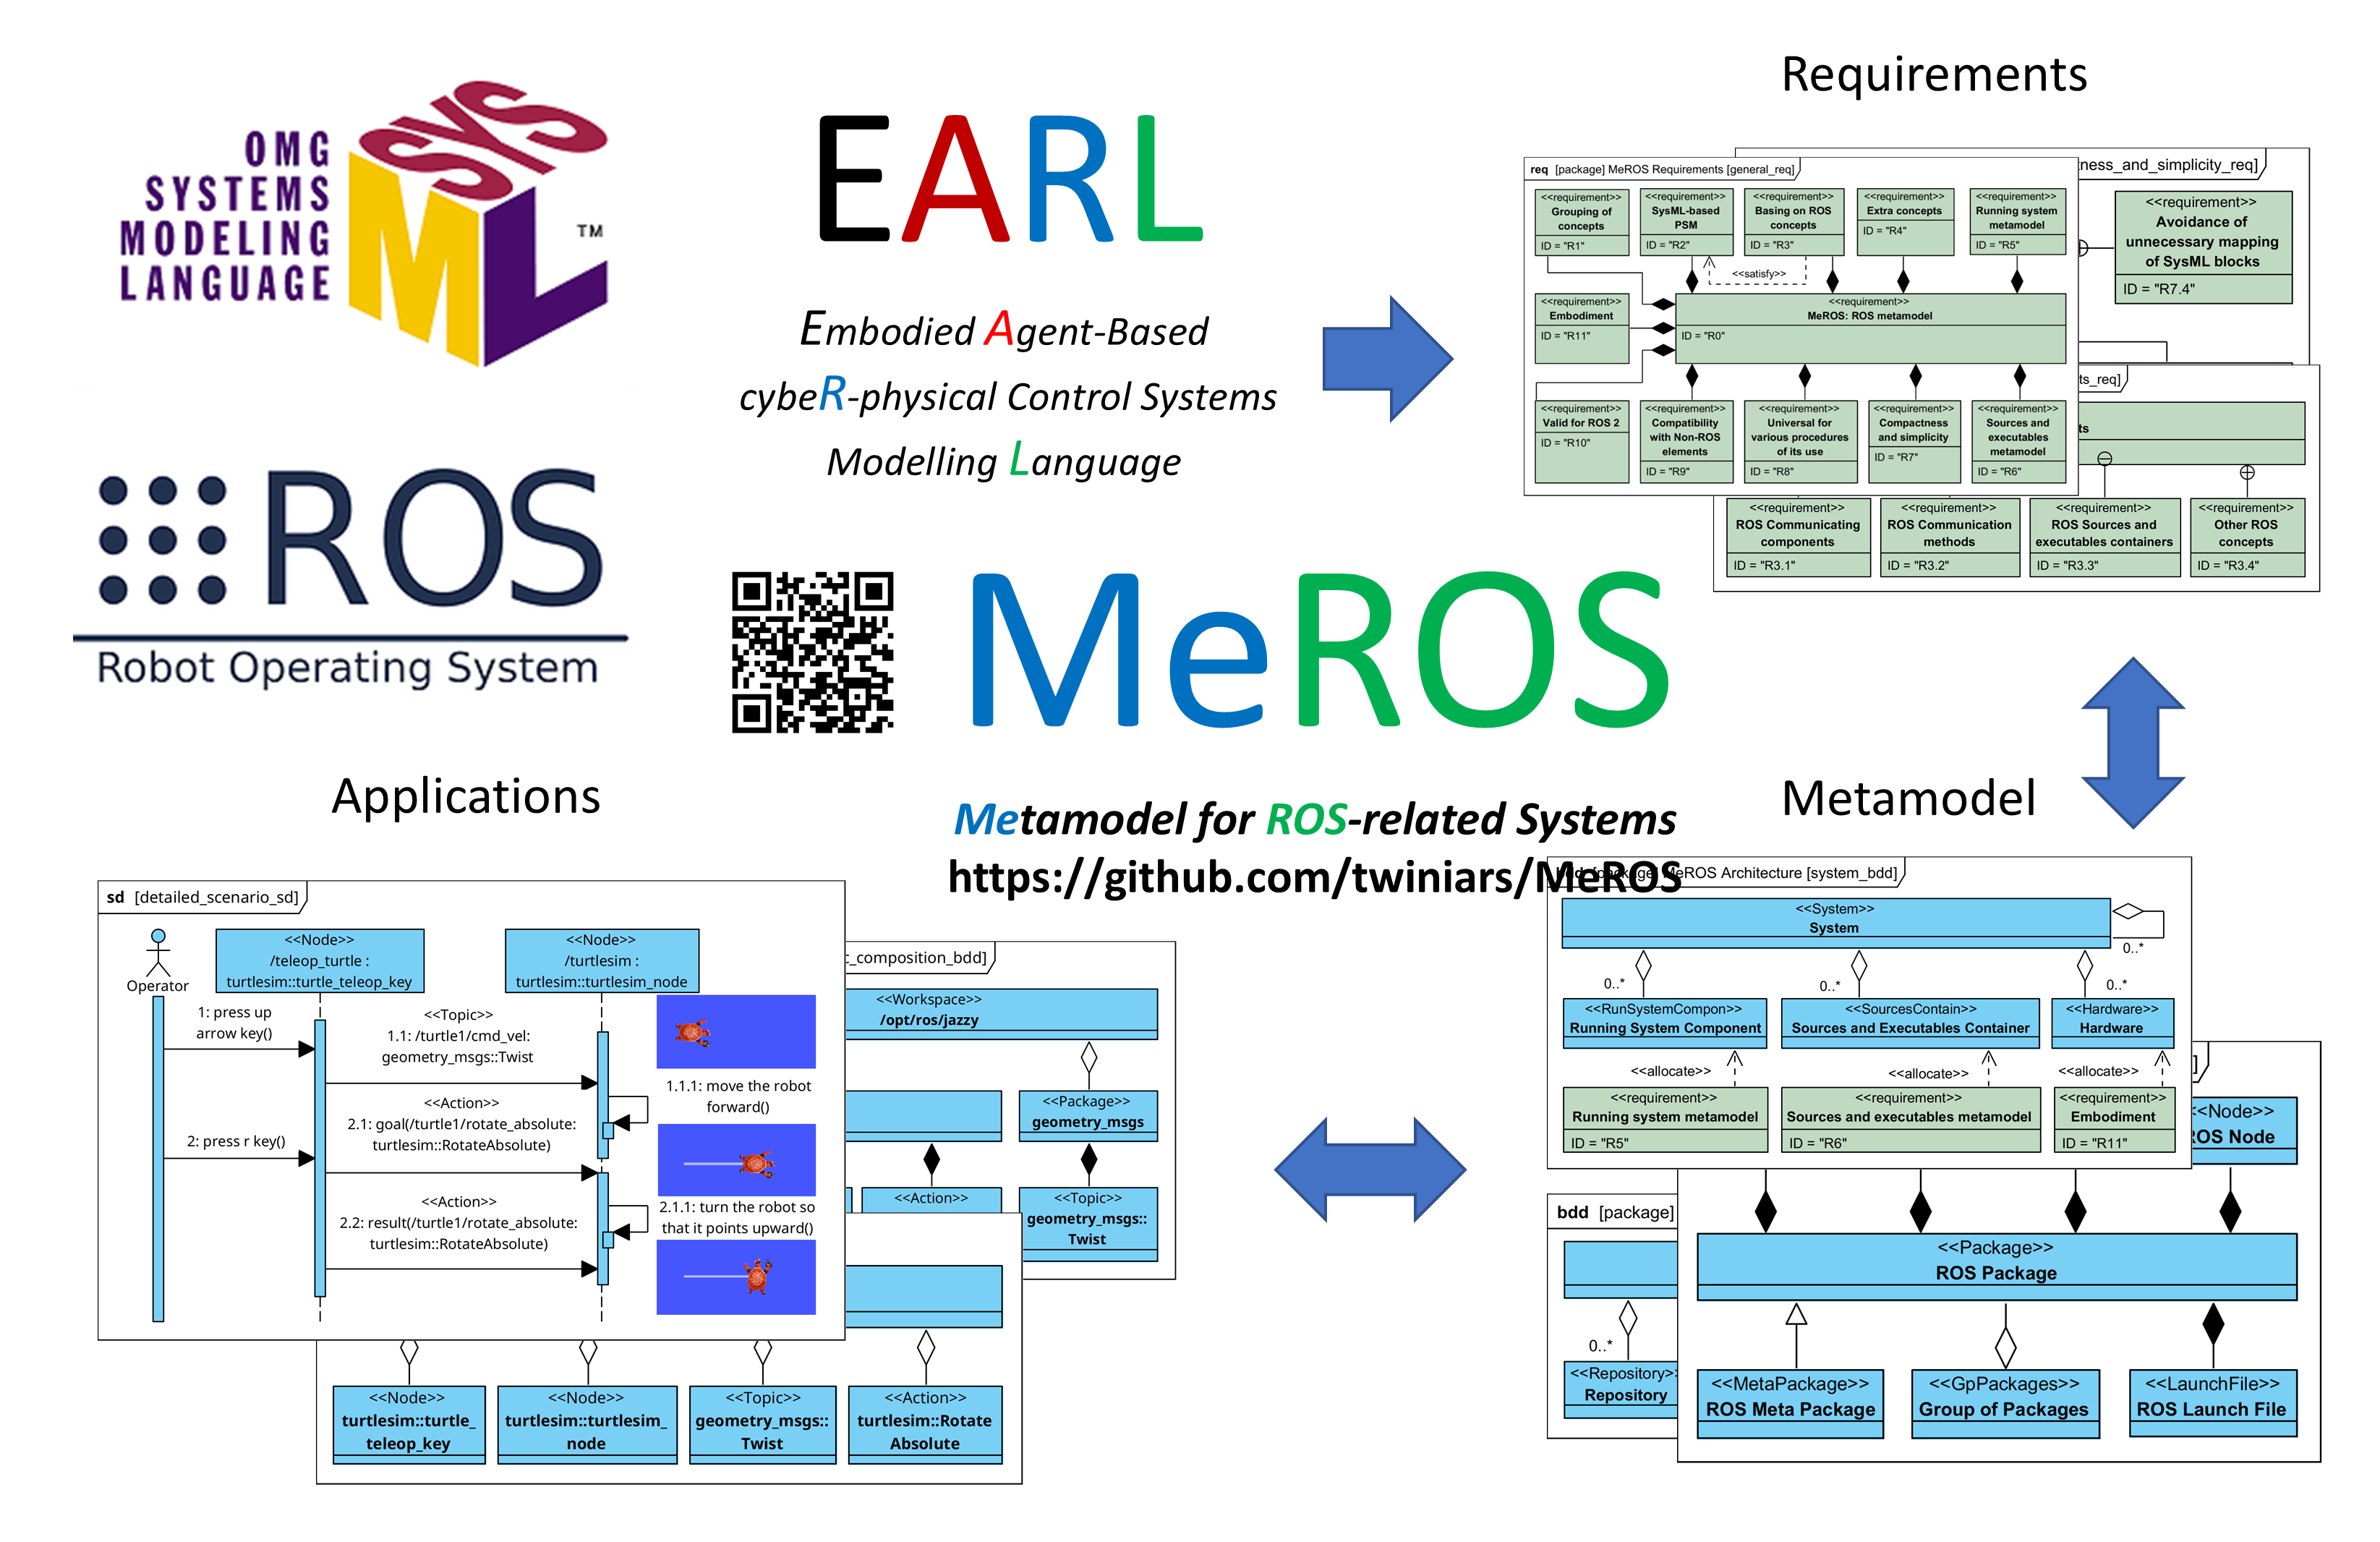 OMG
SYSTEMS
MODELING
LANGUAGE
SYS
ML
TM
EARL
Embodied Agent-Based
cybeR-physical Control Systems
Modelling Language
Requirements
req [package] MeROS Requirements [general_req]
<<requirement>>
Grouping of
concepts
ID = "R1"
<<requirement>>
SysML-based
PSM
ID = "R2"
<<requirement>>
Basing on ROS
concepts
ID = "R3"
<<requirement>>
Extra concepts
ID = "R4"
<<requirement>>
Running system
metamodel
ID = "R5"
<<satisfy>>
<<requirement>>
Embodiment
ID = "R11"
<<requirement>>
MeROS: ROS metamodel
ID = "R0"
<<requirement>>
Valid for ROS 2
ID = "R10"
<<requirement>>
Compatibility
with Non-ROS
elements
ID = "R9"
<<requirement>>
Universal for
various procedures
of its use
ID = "R8"
<<requirement>>
Compactness
and simplicity
ID = "R7"
<<requirement>>
Sources and
executables
metamodel
ID = "R6"
ness_and_simplicity_req]
<<requirement>>
Avoidance of
unnecessary mapping
of SysML blocks
ID = "R7.4"
ts_req]
ts
<<requirement>>
ROS Communicating
components
ID = "R3.1"
<<requirement>>
ROS Communication
methods
ID = "R3.2"
<<requirement>>
ROS Sources and
executables containers
ID = "R3.3"
<<requirement>>
Other ROS
concepts
ID = "R3.4"
ROS
Robot Operating System
MeROS
Metamodel for ROS-related Systems
https://github.com/twiniars/MeROS
Applications
sd [detailed_scenario_sd]
Operator
<<Node>>
/teleop_turtle :
turtlesim::turtle_teleop_key
<<Node>>
/turtlesim :
turtlesim::turtlesim_node
1: press up
arrow key()
<<Topic>>
1.1: /turtle1/cmd_vel:
geometry_msgs::Twist
1.1.1: move the robot
forward()
2: press r key()
<<Action>>
2.1: goal(/turtle1/rotate_absolute:
turtlesim::RotateAbsolute)
2.1.1: turn the robot so
that it points upward()
<<Action>>
2.2: result(/turtle1/rotate_absolute:
turtlesim::RotateAbsolute)
c_composition_bdd]
<<Workspace>>
/opt/ros/jazzy
<<Package>>
geometry_msgs
<<Action>>
<<Topic>>
geometry_msgs::
Twist
<<Node>>
turtlesim::turtle_
teleop_key
<<Node>>
turtlesim::turtlesim_
node
<<Topic>>
geometry_msgs::
Twist
<<Action>>
turtlesim::Rotate
Absolute
Metamodel
bdd [package] MeROS Architecture [system_bdd]
<<System>>
System
0..*
0..*
0..*
0..*
<<RunSystemCompon>>
Running System Component
<<SourcesContain>>
Sources and Executables Container
<<Hardware>>
Hardware
<<allocate>>
<<allocate>>
<<allocate>>
<<requirement>>
Running system metamodel
ID = "R5"
<<requirement>>
Sources and executables metamodel
ID = "R6"
<<requirement>>
Embodiment
ID = "R11"
]
<<Node>>
ROS Node
bdd [package]
0..*
<<Repository>>
Repository
<<Package>>
ROS Package
<<MetaPackage>>
ROS Meta Package
<<GpPackages>>
Group of Packages
<<LaunchFile>>
ROS Launch File